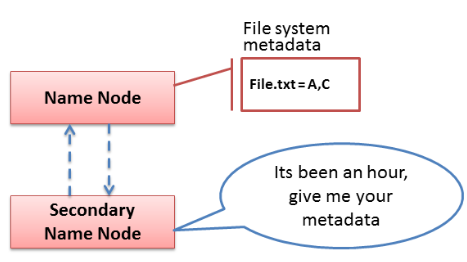 File system
metadata
File.txt = A,C
Name Node
Its been an hour,
give me your
metadata
Secondary
Name Node